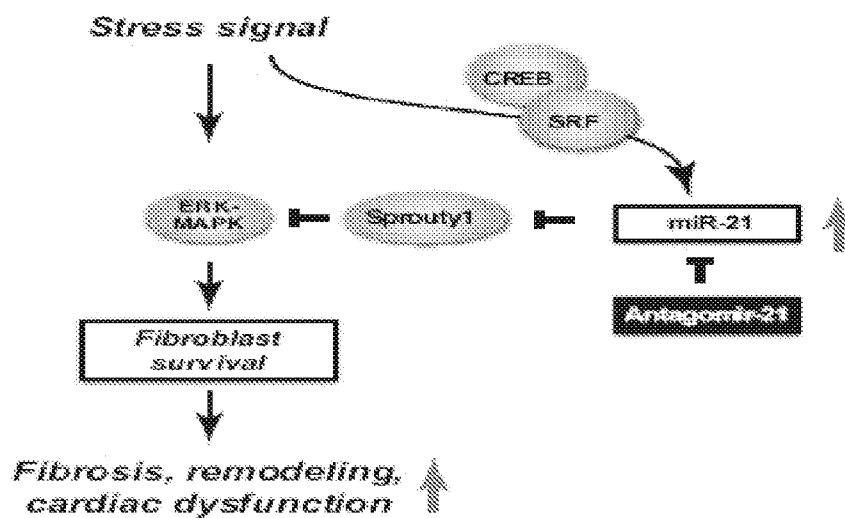 Stress signal
CREB
SRF
ERK-
MAPK
Sprouty1
miR-21
Antagomir-21
Fibroblast
survival
Fibrosis, remodeling,
cardiac dysfunction